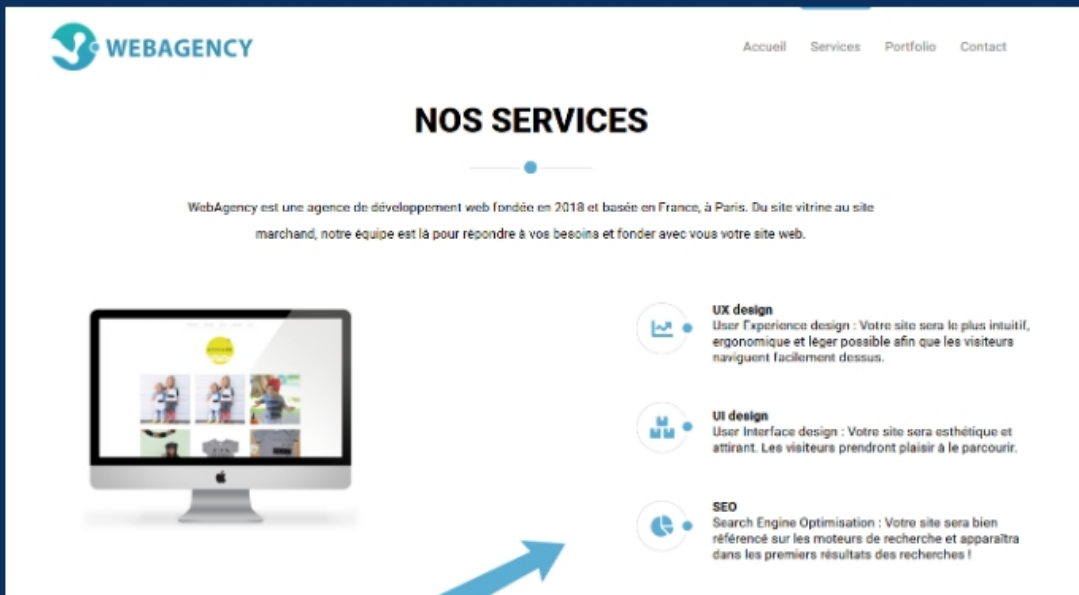 WEBAGENCY
Accueil Services Portfolio Contact
NOS SERVICES
WebAgency est une agence de développement web fondée en 2018 et basée en France, à Paris. Du site vitrine au site
marchand, notre équipe est là pour répondre à vos besoins et fonder avec vous votre site web.
UX design
User Experience design : Votre site sera le plus intuitif,
ergonomique et léger possible afin que les visiteurs
naviguent facilement dessus.
UI design
User Interface design : Votre site sera esthétique et
attirant. Les visiteurs prendront plaisir à le parcourir.
SEO
Search Engine Optimisation : Votre site sera bien
référencé sur les moteurs de recherche et apparaîtra
dans les premiers résultats des recherches !